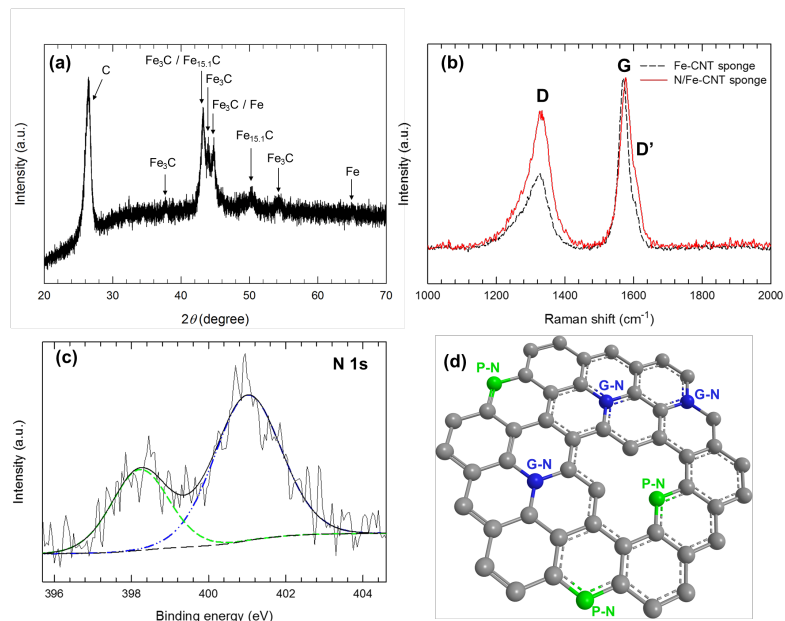 (a)
C
Fe3C / Fe15.1C
Fe3C
Fe3C / Fe
Fe3C
Fe15.1C
Fe3C
Fe
Intensity (a.u.)
20 30 40 50 60 70
2θ (degree)
(b)
G
Fe-CNT sponge
N/Fe-CNT sponge
D
D’
Intensity (a.u.)
1000 1200 1400 1600 1800 2000
Raman shift (cm-1)
(c)
N 1s
Intensity (a.u.)
396 398 400 402 404
Binding energy (eV)
(d)
P-N
G-N
G-N
G-N
P-N
P-N